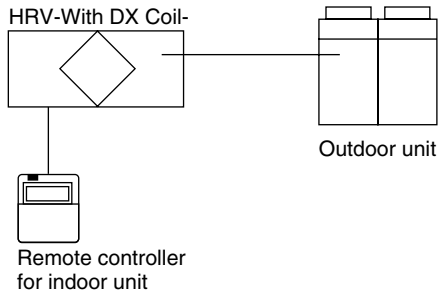 HRV-With DX Coil-
Outdoor unit
Remote controller
for indoor unit